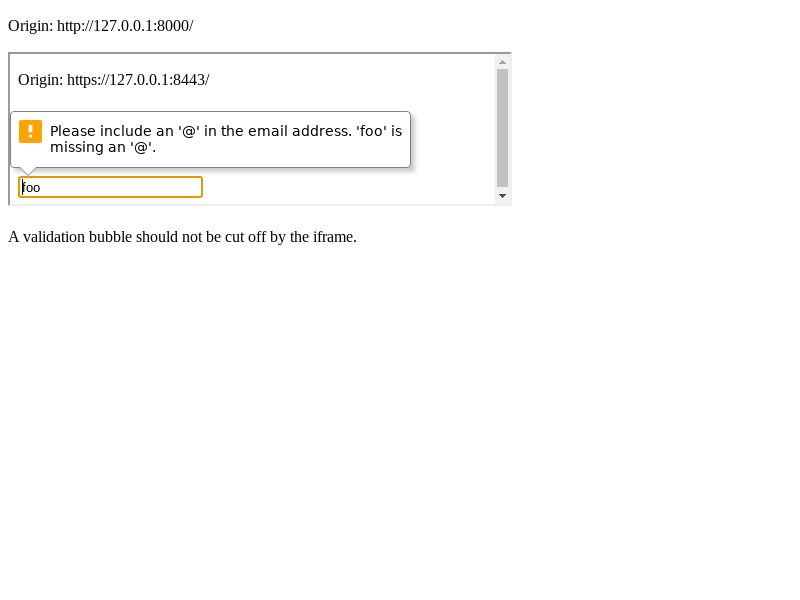 Origin: http://127.0.0.1:8000/
Origin: https://127.0.0.1:8443/
Please include an '@' in the email address. 'foo' is
missing an '@'.
foo
A validation bubble should not be cut off by the iframe.